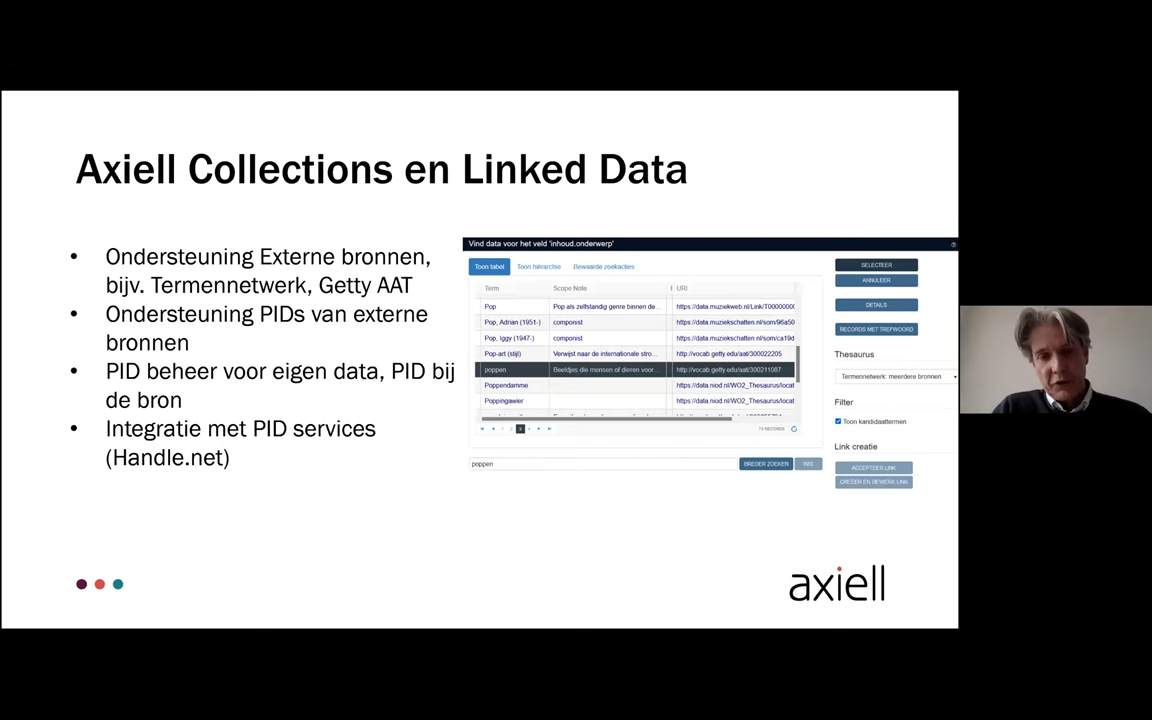 Axiell Collections en Linked Data
• Ondersteuning Externe bronnen,
bijv. Termennetwerk, Getty AAT
• Ondersteuning PIDs van externe
bronnen
• PID beheer voor eigen data, PID bij
de bron
• Integratie met PID services
(Handle.net)
Vind data voor het veld 'inhoud.onderwerp'
Toon tabel Toon hiërarchie Bewaarde zoekacties
Term Scope Note URI
Pop Pop als zelfstandig genre binnen de... https://data.muziekweb.nl/Link/T0000000
Pop, Adrian (1951-) componist https://data.muziekschatten.nl/som/96a50
Pop, Iggy (1947-) componist https://data.muziekschatten.nl/som/ca19d
Pop-art (stijl) Verwijst naar de internationale stro... http://vocab.getty.edu/aat/300022205
poppen Beeldjes die mensen of dieren voor... http://vocab.getty.edu/aat/300211087
Poppendamme https://data.niod.nl/WO2_Thesaurus/locat
Poppingawier https://data.niod.nl/WO2_Thesaurus/locat
RECORDS
poppen BREDER ZOEKEN WIS
SELECTEER
ANNULEER
DETAILS
RECORDS MET TREFWOORD
Thesaurus
Termennetwerk: meerdere bronnen
Filter
Toon kandidaattermen
Link creatie
ACCEPTEER LINK
CREËER EN BEWERK LINK
axiell